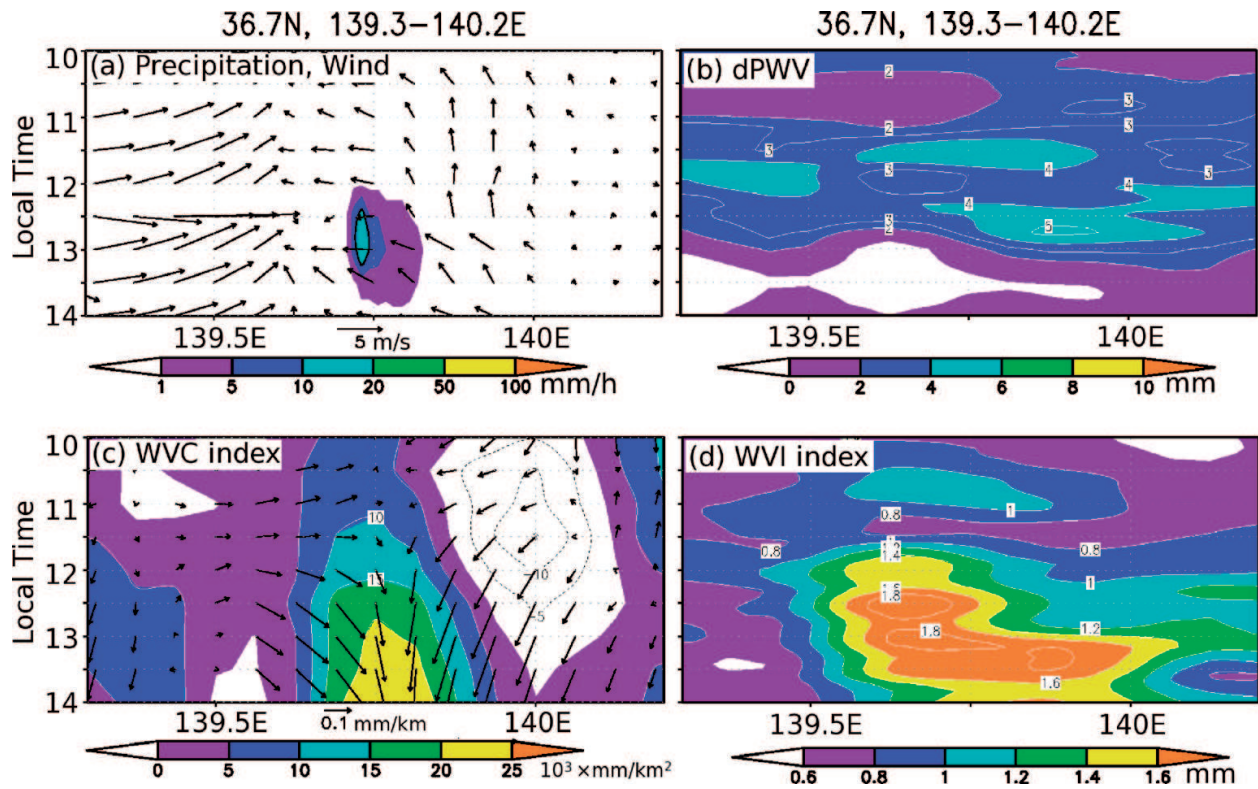 36.7N, 139.3−140.2E
36.7N, 139.3−140.2E
(a) Precipitation, Wind
10
11
12
13
14
Local Time
139.5E
5 m/s
140E
1 5 10 20 50 100 mm/h
(b) dPWV
2
3
2
3
3
3
4
3
4
4
3
2
5
139.5E
140E
0 2 4 6 8 10 mm
(c) WVC index
10
11
12
13
14
Local Time
10
15
-10
-5
139.5E
0.1 mm/km
140E
0 5 10 15 20 25 10³ ×mm/km²
(d) WVI index
1
0.8
0.8
0.8
1.2
1.4
1
1.8
1.2
1.8
1.6
139.5E
140E
0.6 0.8 1 1.2 1.4 1.6 mm